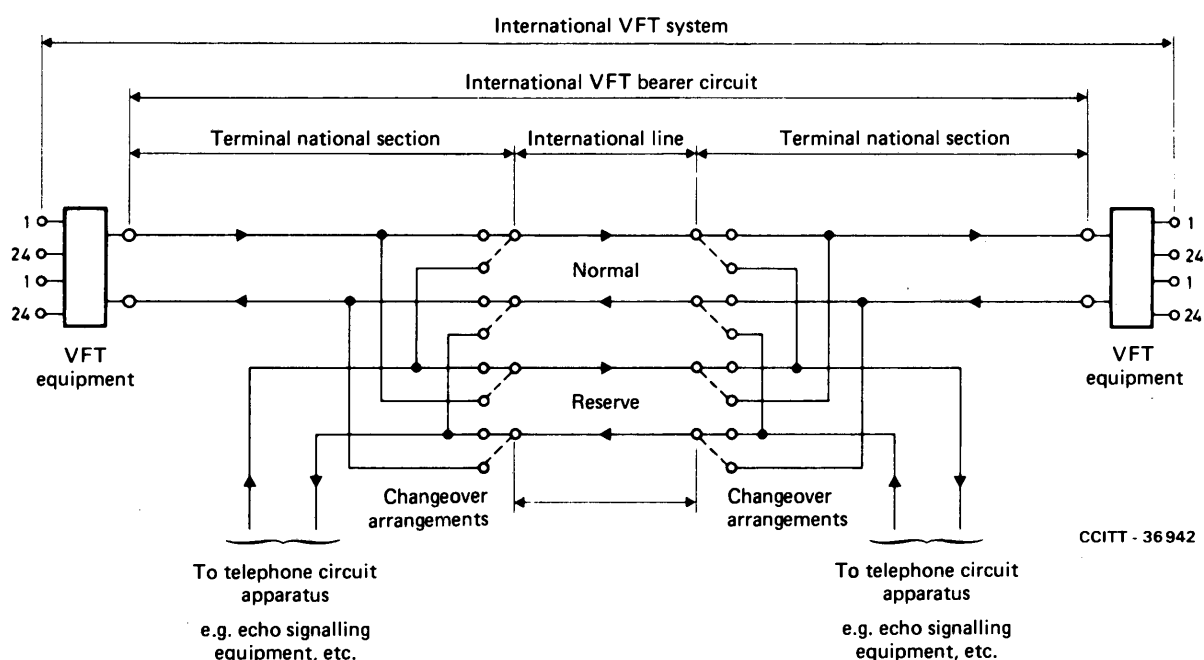 International VFT system
International VFT bearer circuit
Terminal national section
International line
Terminal national section
1
24
1
24
VFT
equipment
Normal
Reserve
1
24
1
24
VFT
equipment
Changeover
arrangements
Changeover
arrangements
CCITT - 36942
To telephone circuit
apparatus
e.g. echo signalling
equipment, etc.
To telephone circuit
apparatus
e.g. echo signalling
equipment, etc.